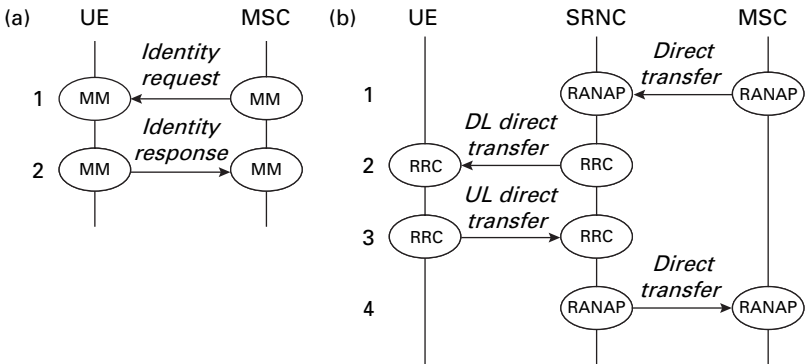 (a) UE MSC
Identity
request
1 MM MM
Identity
response
2 MM MM
(b) UE SRNC MSC
Direct
transfer
1 RANAP RANAP
DL direct
transfer
2 RRC RRC
UL direct
transfer
3 RRC RRC
Direct
transfer
4 RANAP RANAP